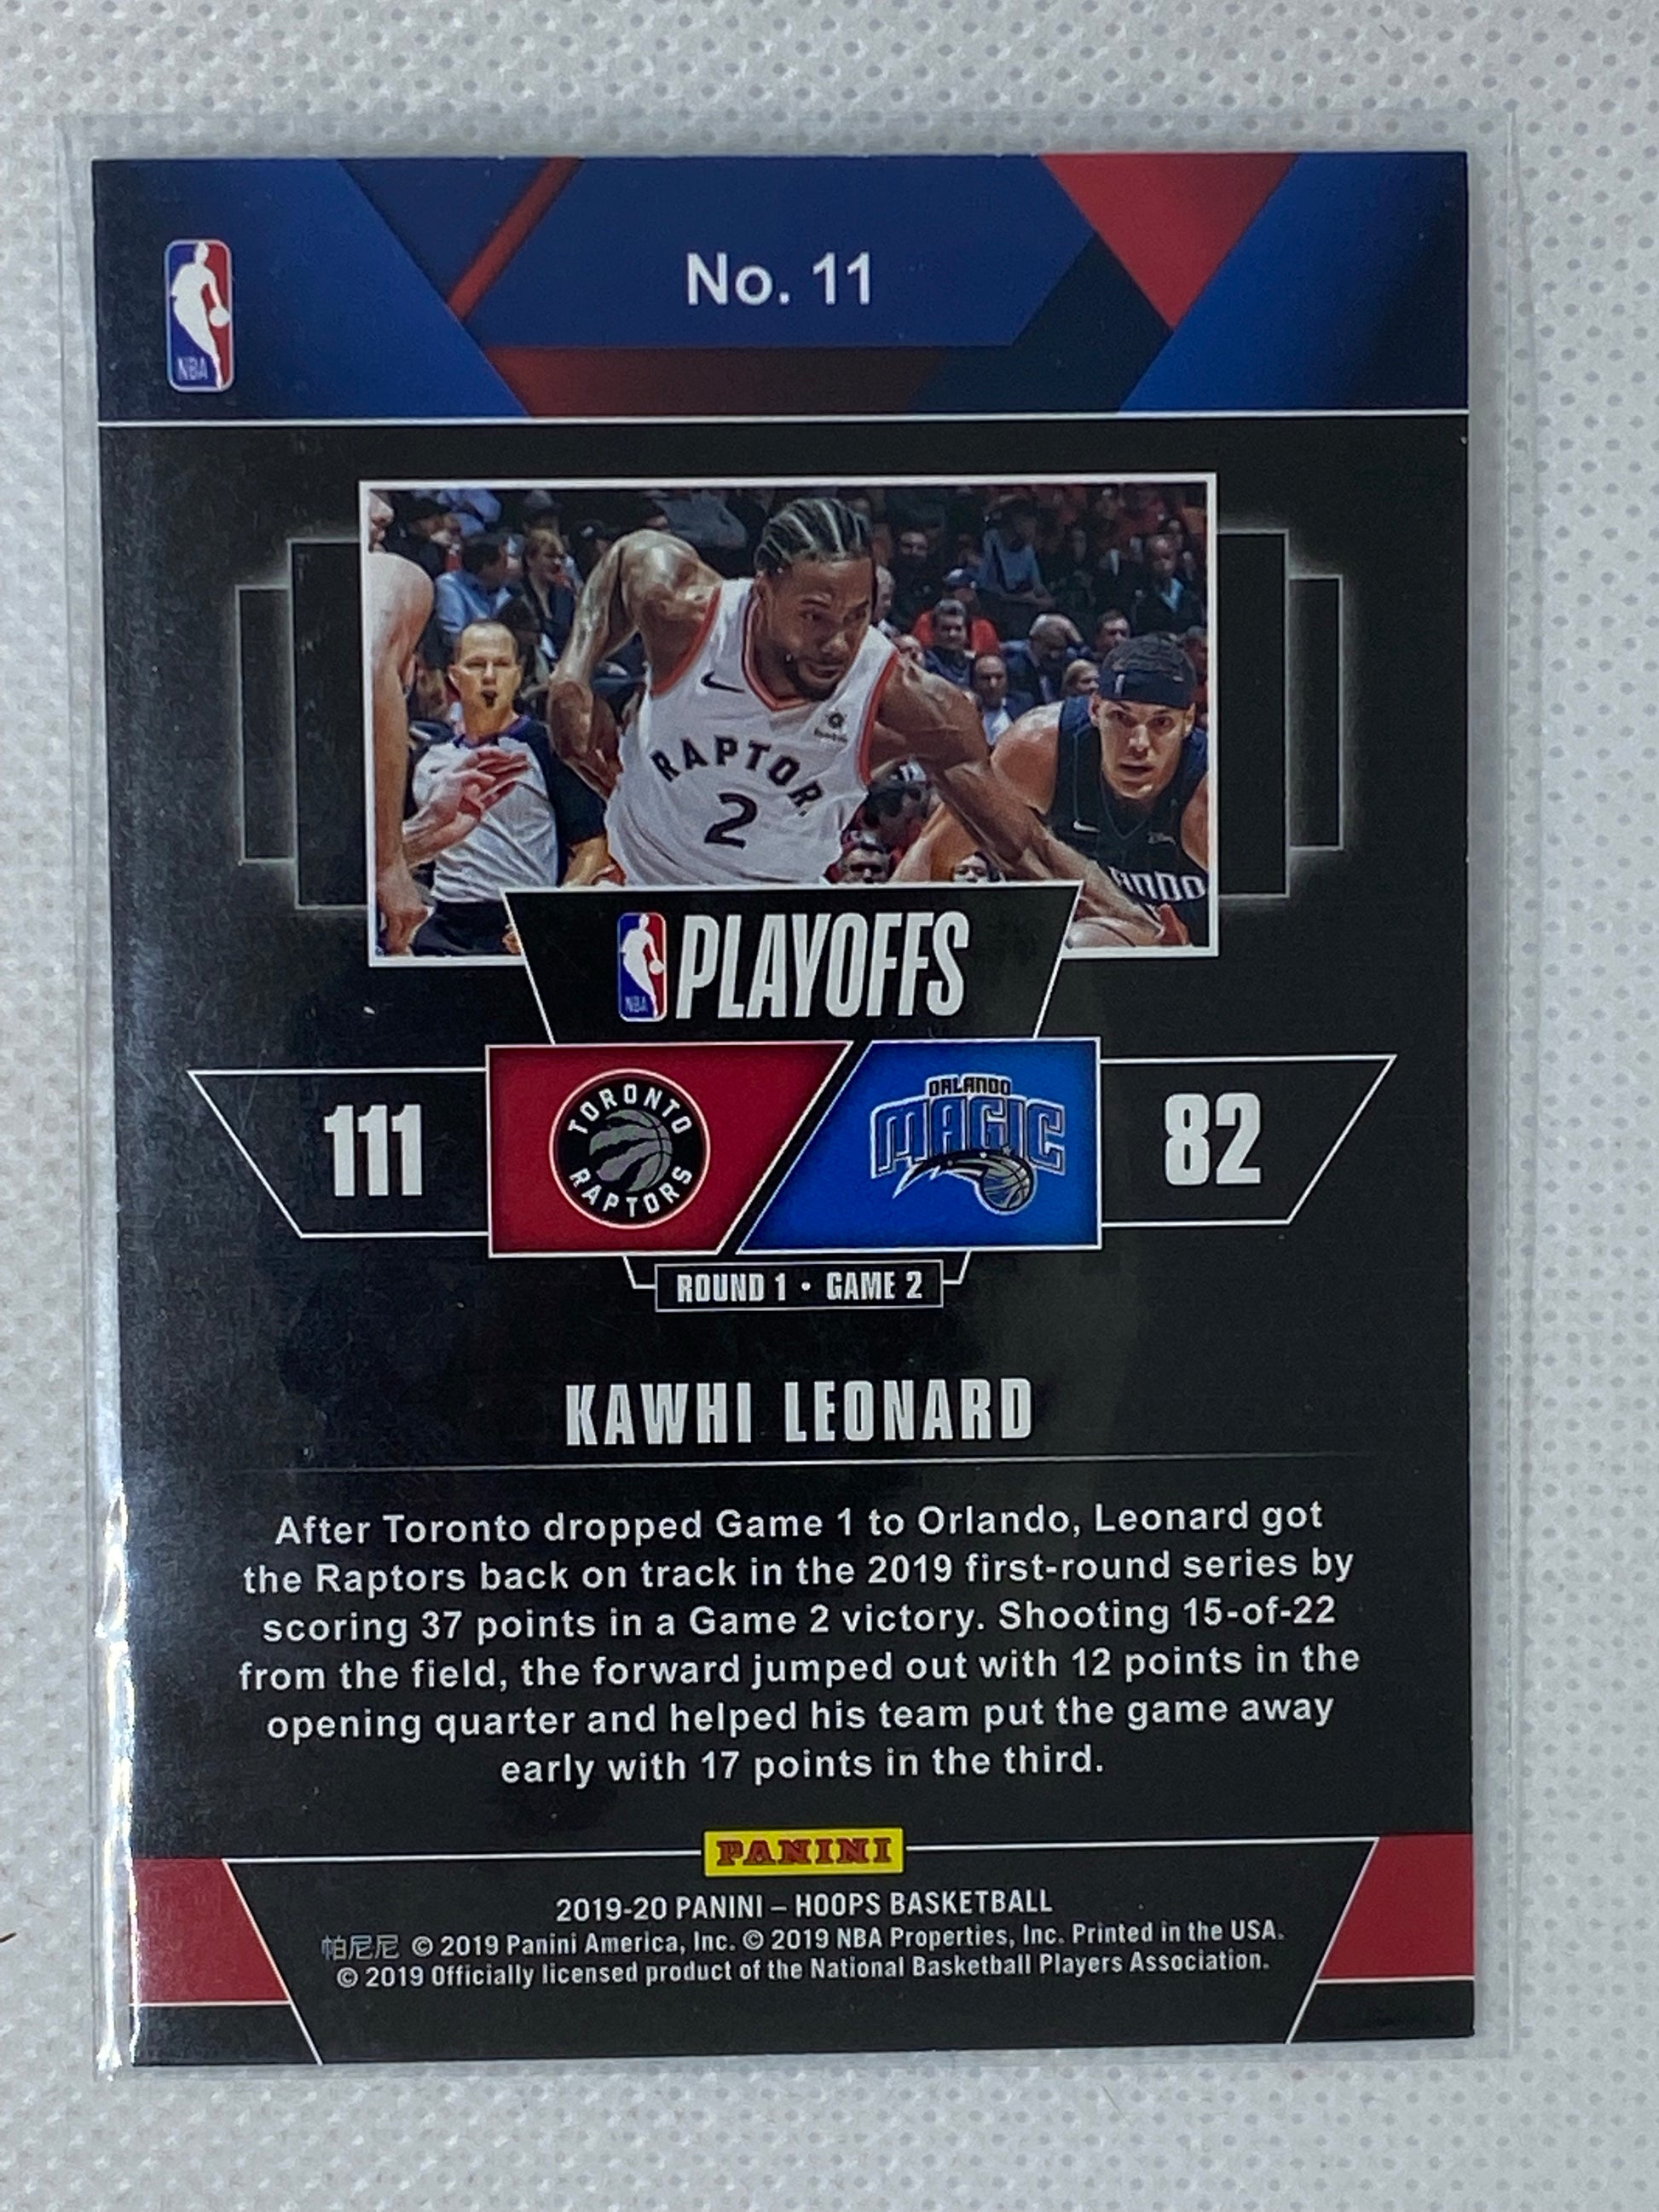 No. 11
NBA
RAPTOR
2
NBA PLAYOFFS
111
TORONTO
RAPTORS
ORLANDO
MAGIC
82
ROUND 1 • GAME 2
KAWHI LEONARD
After Toronto dropped Game 1 to Orlando, Leonard got
the Raptors back on track in the 2019 first-round series by
scoring 37 points in a Game 2 victory. Shooting 15-of-22
from the field, the forward jumped out with 12 points in the
opening quarter and helped his team put the game away
early with 17 points in the third.
PANINI
2019-20 PANINI – HOOPS BASKETBALL
帕尼尼 © 2019 Panini America, Inc. © 2019 NBA Properties, Inc. Printed in the USA.
© 2019 Officially licensed product of the National Basketball Players Association.